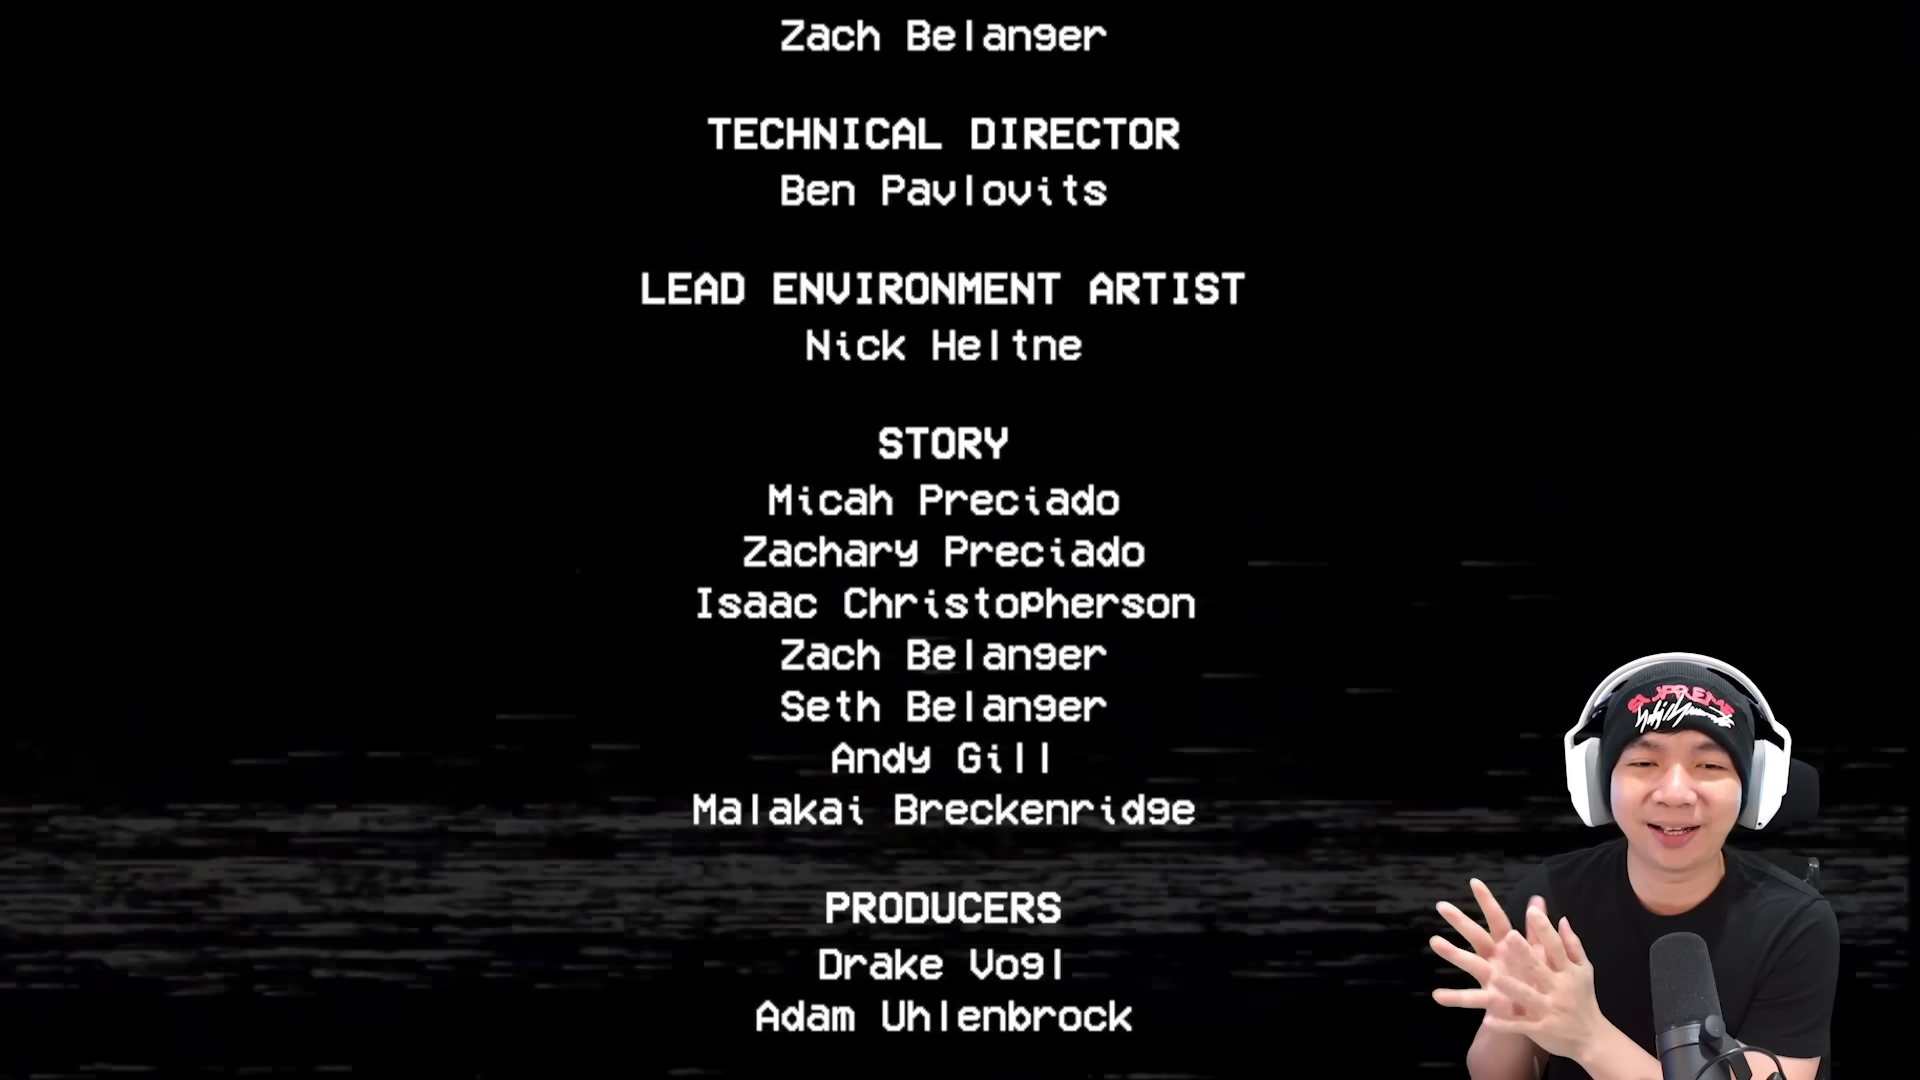 Zach Belanger
TECHNICAL DIRECTOR
Ben Pavlovits
LEAD ENVIRONMENT ARTIST
Nick Heltne
STORY
Micah Preciado
Zachary Preciado
Isaac Christopherson
Zach Belanger
Seth Belanger
Andy Gill
Malakai Breckenridge
PRODUCERS
Drake Vogl
Adam Uhlenbrock
SUPREME